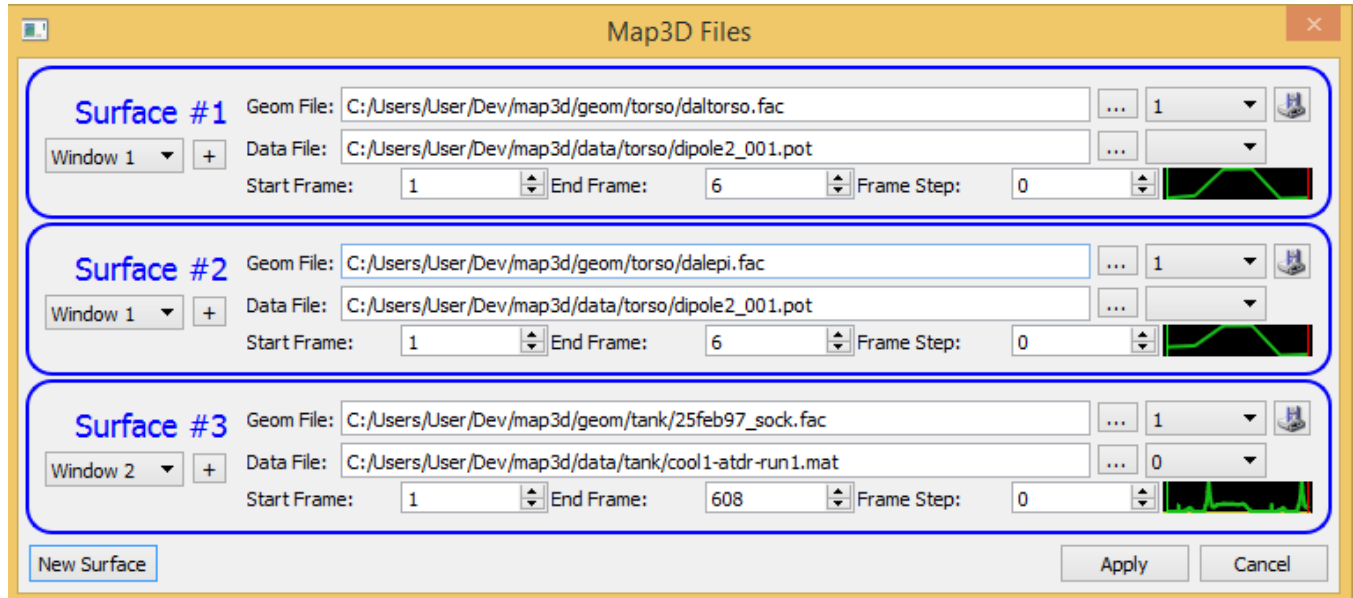 Map3D Files
Surface #1 Geom File: C:/Users/User/Dev/map3d/geom/torso/daltorso.fac ... 1
Window 1 + Data File: C:/Users/User/Dev/map3d/data/torso/dipole2_001.pot ...
Start Frame: 1 End Frame: 6 Frame Step: 0
Surface #2 Geom File: C:/Users/User/Dev/map3d/geom/torso/dalepi.fac ... 1
Window 1 + Data File: C:/Users/User/Dev/map3d/data/torso/dipole2_001.pot ...
Start Frame: 1 End Frame: 6 Frame Step: 0
Surface #3 Geom File: C:/Users/User/Dev/map3d/geom/tank/25feb97_sock.fac ... 1
Window 2 + Data File: C:/Users/User/Dev/map3d/data/tank/cool1-atdr-run1.mat ... 0
Start Frame: 1 End Frame: 608 Frame Step: 0
New Surface Apply Cancel